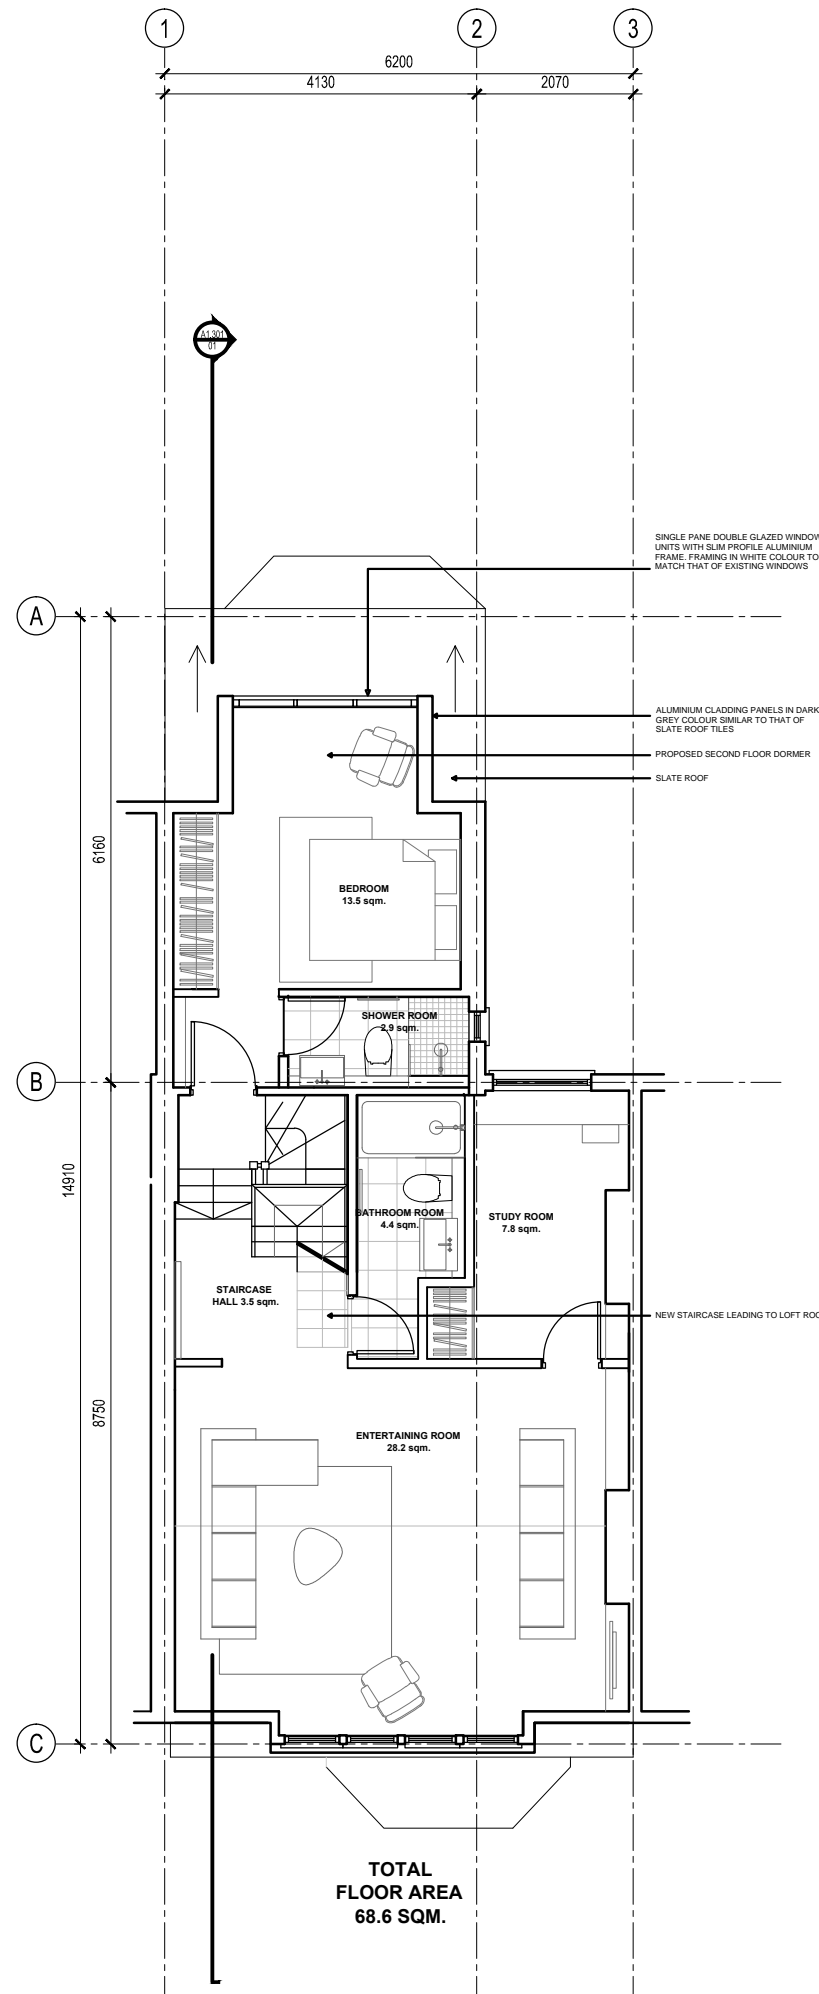 1
2
3
6200
4130
2070
A1.301
01
SINGLE PANE DOUBLE GLAZED WINDOW
UNITS WITH SLIM PROFILE ALUMINIUM
FRAME. FRAMING IN WHITE COLOUR TO
MATCH THAT OF EXISTING WINDOWS
A
ALUMINIUM CLADDING PANELS IN DARK
GREY COLOUR SIMILAR TO THAT OF
SLATE ROOF TILES
PROPOSED SECOND FLOOR DORMER
SLATE ROOF
6160
BEDROOM
13.5 sqm.
SHOWER ROOM
2.9 sqm.
B
14910
BATHROOM ROOM
4.4 sqm.
STUDY ROOM
7.8 sqm.
STAIRCASE
HALL 3.5 sqm.
NEW STAIRCASE LEADING TO LOFT ROO
8750
ENTERTAINING ROOM
28.2 sqm.
C
TOTAL
FLOOR AREA
68.6 SQM.